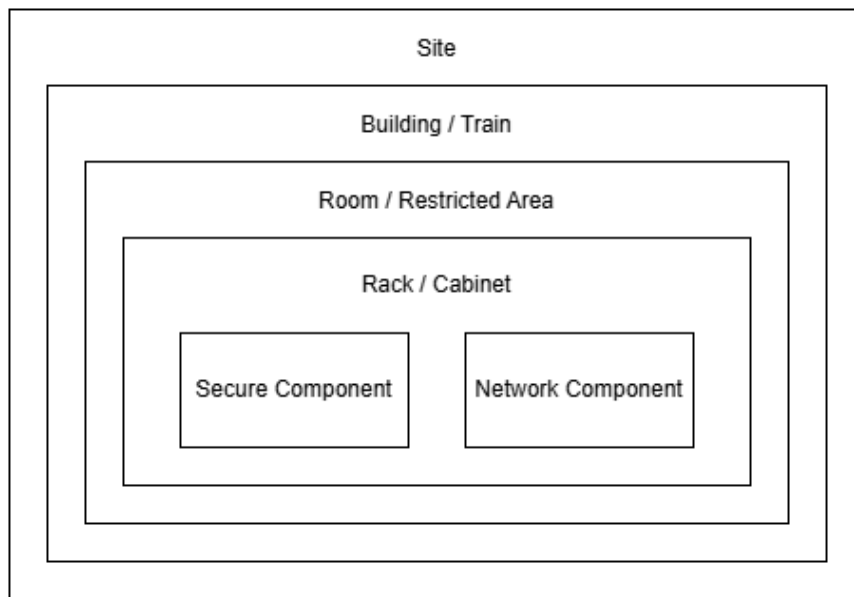 Site
Building / Train
Room / Restricted Area
Rack / Cabinet
Secure Component
Network Component